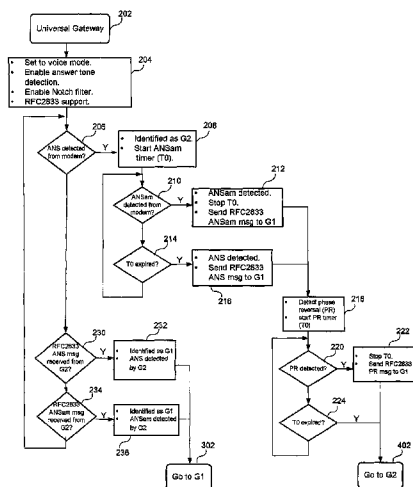 202
Universal Gateway
204
• Set to voice mode.
• Enable answer tone
detection.
• Enable Notch filter.
• RFC2833 support.
206
ANS detected
from modem?
Y
208
• Identified as G2.
• Start ANSam
timer (T0).
210
ANSam
detected from
modem?
Y
212
• ANSam detected.
• Stop T0.
• Send RFC2833
ANSam msg to G1
214
T0 expired?
Y
• ANS detected.
• Send RFC2833
ANS msg to G1
216
218
• Detect phase
reversal (PR)
• start PR timer
(T0)
220
PR detected?
Y
222
• Stop T0.
• Send RFC2833
PR msg to G1
224
T0 expired?
Y
230
RFC2833
ANS msg
received from
G2?
Y
232
• Identified as G1
• ANS detected
by G2
234
RFC2833
ANSam msg
received from
G2?
Y
• Identified as G1
• ANSam detected
by G2
236
302
Go to G1
402
Go to G2